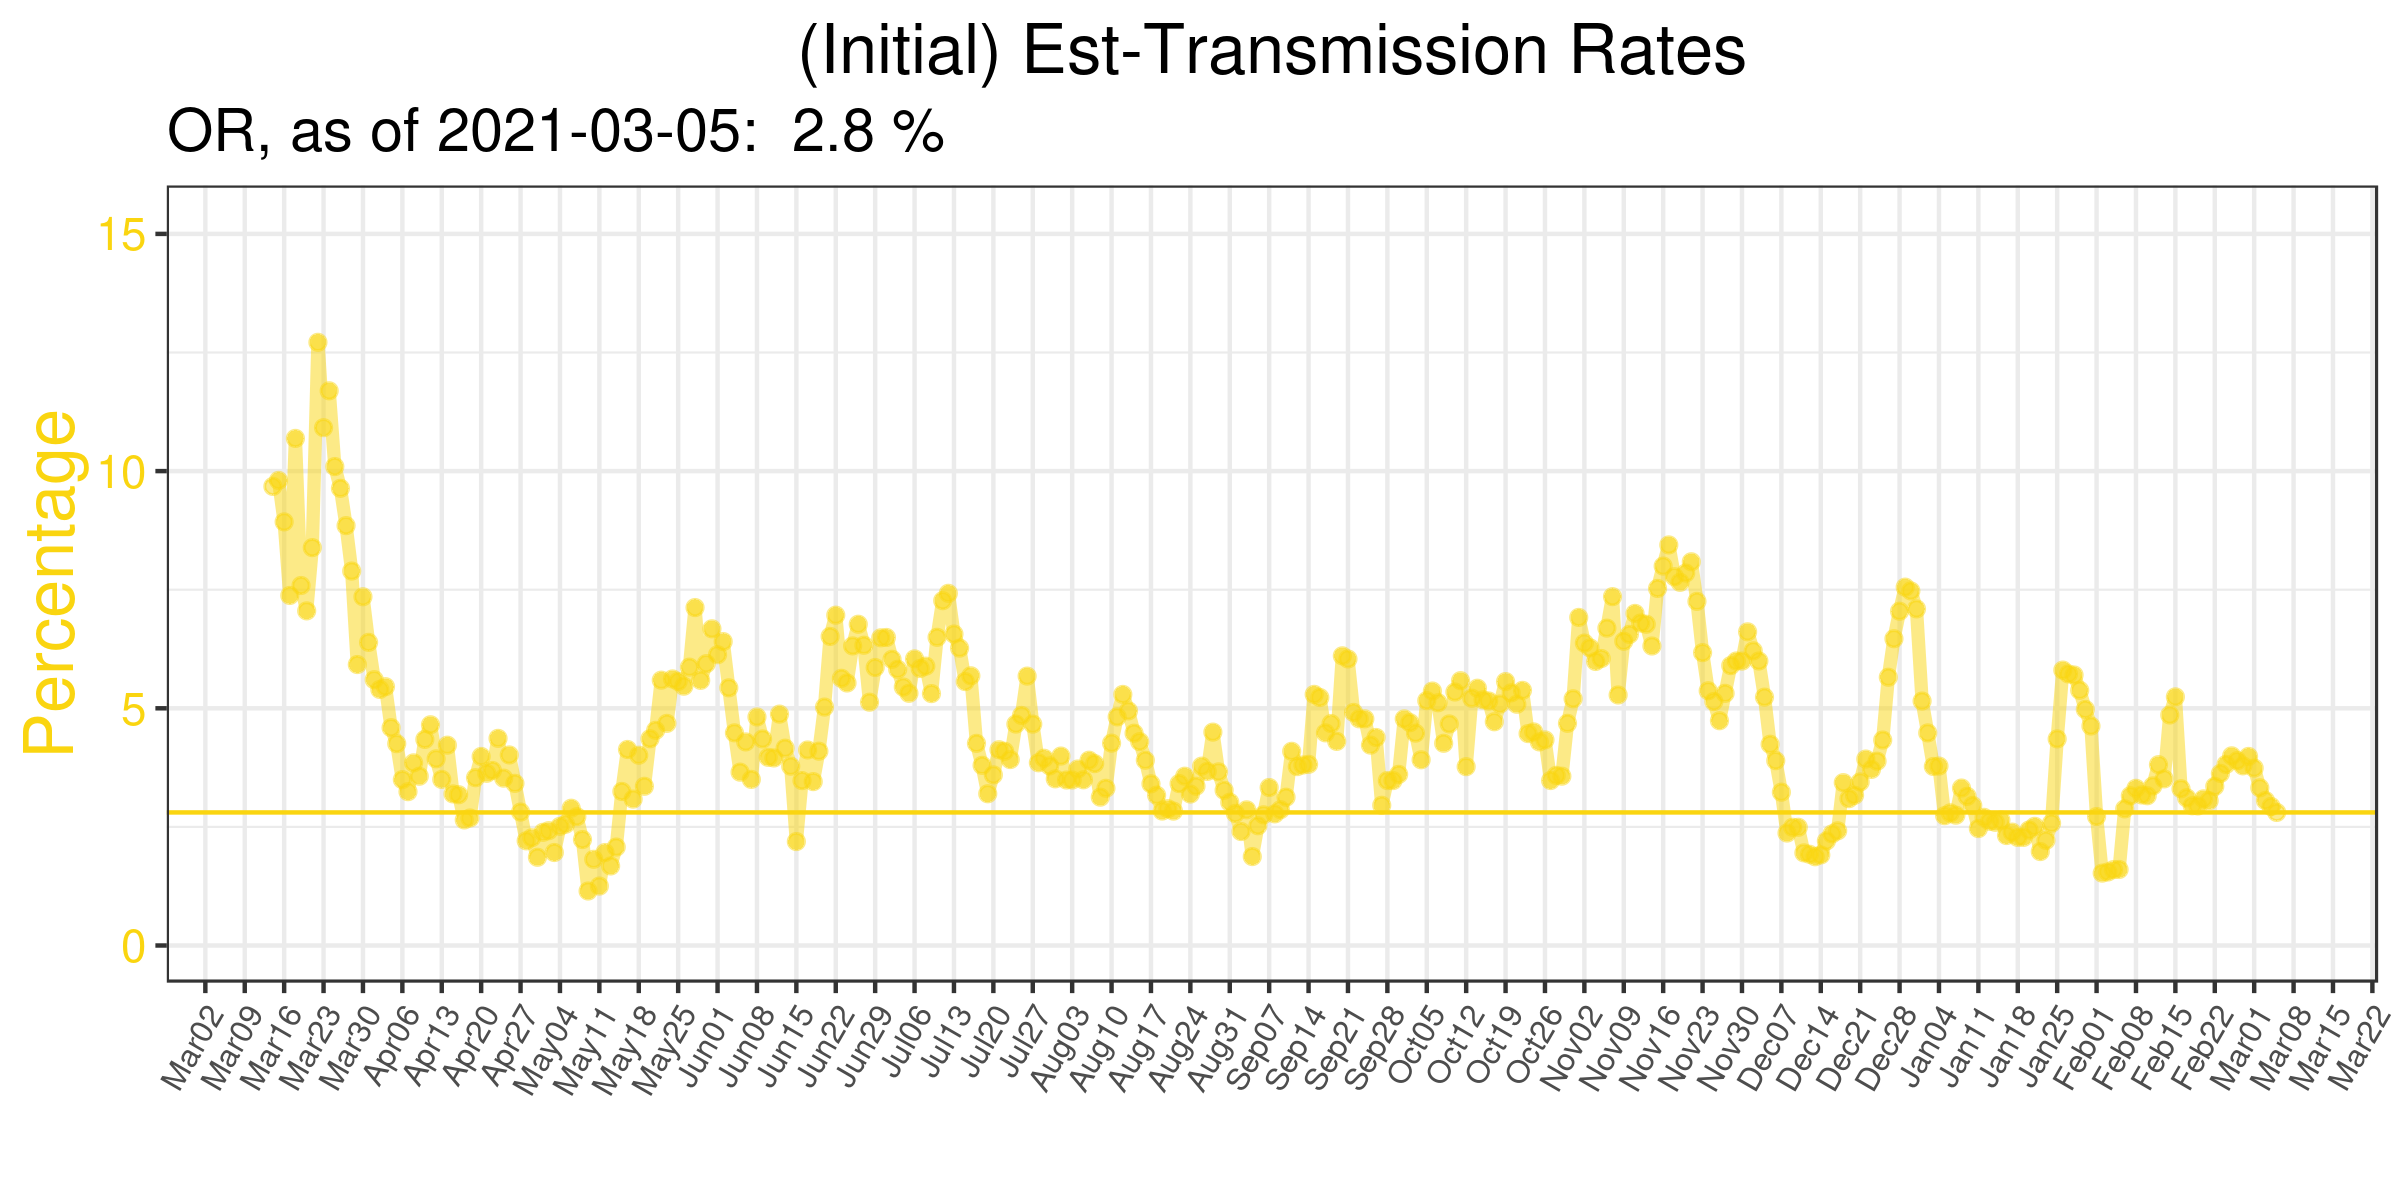 (Initial) Est-Transmission Rates
OR, as of 2021-03-05:  2.8 %
Percentage
15
10
5
0
Mar02
Mar09
Mar16
Mar23
Mar30
Apr06
Apr13
Apr20
Apr27
May04
May11
May18
May25
Jun01
Jun08
Jun15
Jun22
Jun29
Jul06
Jul13
Jul20
Jul27
Aug03
Aug10
Aug17
Aug24
Aug31
Sep07
Sep14
Sep21
Sep28
Oct05
Oct12
Oct19
Oct26
Nov02
Nov09
Nov16
Nov23
Nov30
Dec07
Dec14
Dec21
Dec28
Jan04
Jan11
Jan18
Jan25
Feb01
Feb08
Feb15
Feb22
Mar01
Mar08
Mar15
Mar22